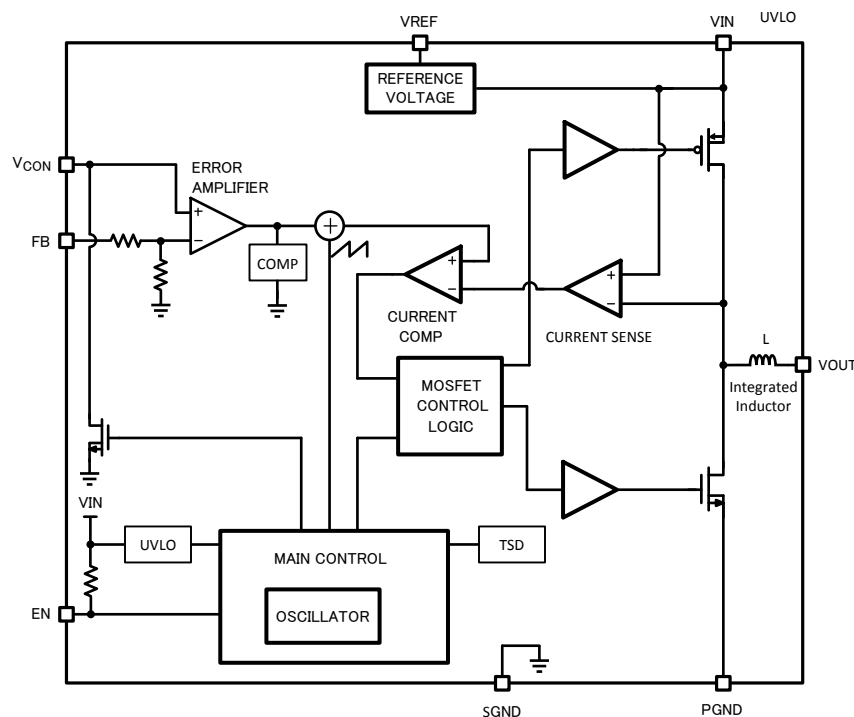 VREF
VIN
UVLO
REFERENCE
VOLTAGE
VCON
ERROR
AMPLIFIER
+
−
FB
COMP
+
+
−
CURRENT
COMP
+
−
CURRENT SENSE
L
VOUT
Integrated
Inductor
MOSFET
CONTROL
LOGIC
VIN
UVLO
MAIN CONTROL
TSD
OSCILLATOR
EN
SGND
PGND